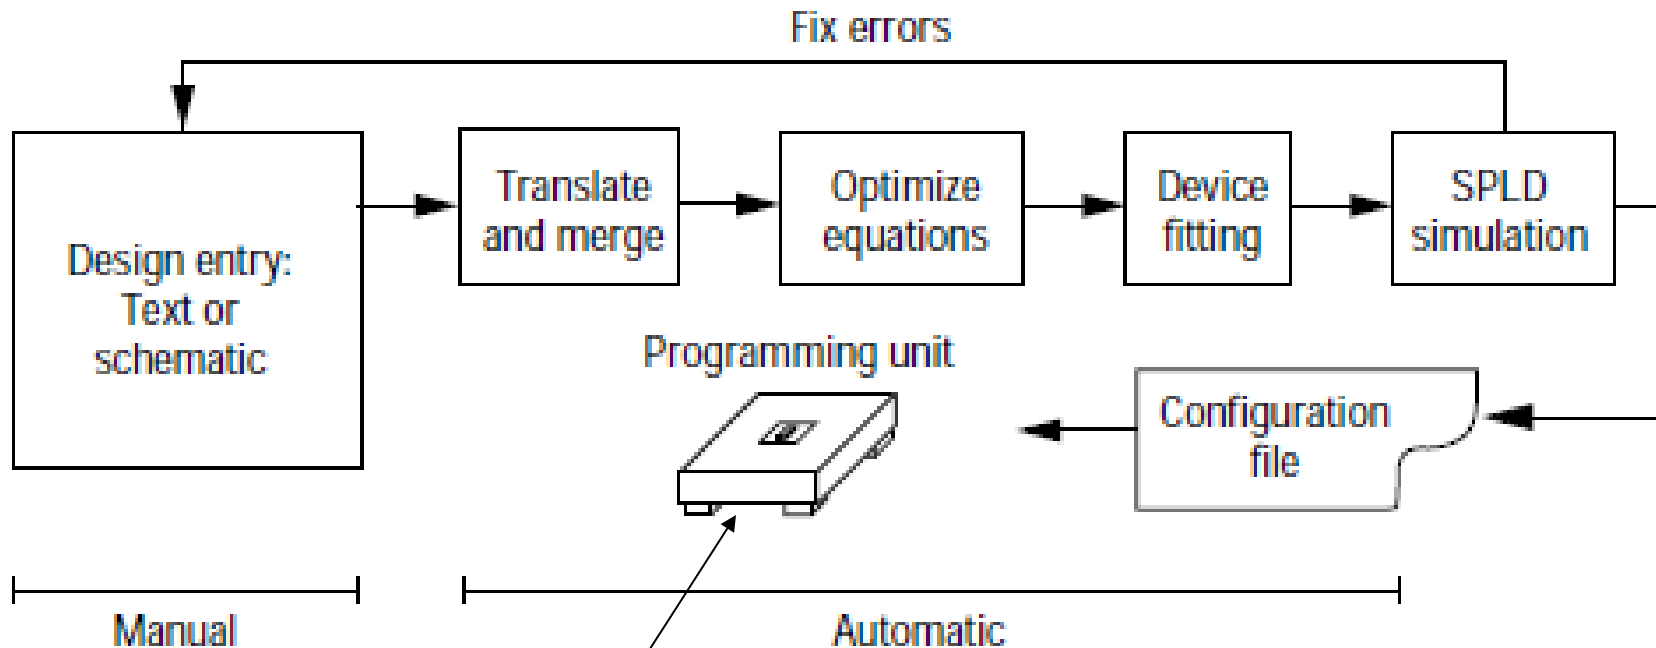 Fix errors
Design entry:
Text or
schematic
Translate
and merge
Optimize
equations
Device
fitting
SPLD
simulation
Programming unit
Configuration
file
Manual
Automatic